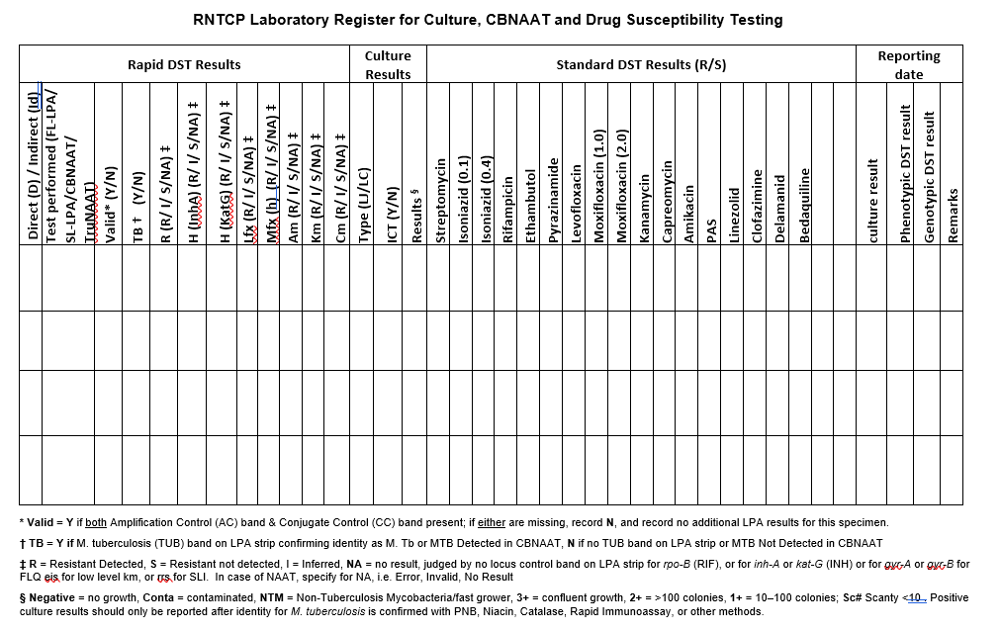 RNTCP Laboratory Register for Culture, CBNAAT and Drug Susceptibility Testing
Rapid DST Results
Culture
Results
Standard DST Results (R/S)
Reporting
date
Direct (D) / Indirect (Id)
Test performed (FL-LPA/
SL-LPA/CBNAAT/
TruNAAT)
Valid* (Y/N)
TB † (Y/N)
R (R/ I/ S/NA) ‡
H (InhA) (R/ I/ S/NA) ‡
H (KatG) (R/ I/ S/NA) ‡
Lfx (R/ I/ S/NA) ‡
Mfx (h) (R/ I/ S/NA) ‡
Am (R/ I/ S/NA) ‡
Km (R/ I/ S/NA) ‡
Cm (R/ I/ S/NA) ‡
Type (LJ/LC)
ICT (Y/N)
Results §
Streptomycin
Isoniazid (0.1)
Isoniazid (0.4)
Rifampicin
Ethambutol
Pyrazinamide
Levofloxacin
Moxifloxacin (1.0)
Moxifloxacin (2.0)
Kanamycin
Capreomycin
Amikacin
PAS
Linezolid
Clofazimine
Delamanid
Bedaquiline
culture result
Phenotypic DST result
Genotypic DST result
Remarks
* Valid = Y if both Amplification Control (AC) band & Conjugate Control (CC) band present; if either are missing, record N, and record no additional LPA results for this specimen.
† TB = Y if M. tuberculosis (TUB) band on LPA strip confirming identity as M. Tb or MTB Detected in CBNAAT, N if no TUB band on LPA strip or MTB Not Detected in CBNAAT
‡ R = Resistant Detected, S = Resistant not detected, I = Inferred, NA = no result, judged by no locus control band on LPA strip for rpo-B (RIF), or for inh-A or kat-G (INH) or for gyr-A or gyr-B for
FLQ eis for low level km, or rrs for SLI. In case of NAAT, specify for NA, i.e. Error, Invalid, No Result
§ Negative = no growth, Conta = contaminated, NTM = Non-Tuberculosis Mycobacteria/fast grower, 3+ = confluent growth, 2+ = >100 colonies, 1+ = 10–100 colonies; Sc# Scanty <10 . Positive
culture results should only be reported after identity for M. tuberculosis is confirmed with PNB, Niacin, Catalase, Rapid Immunoassay, or other methods.